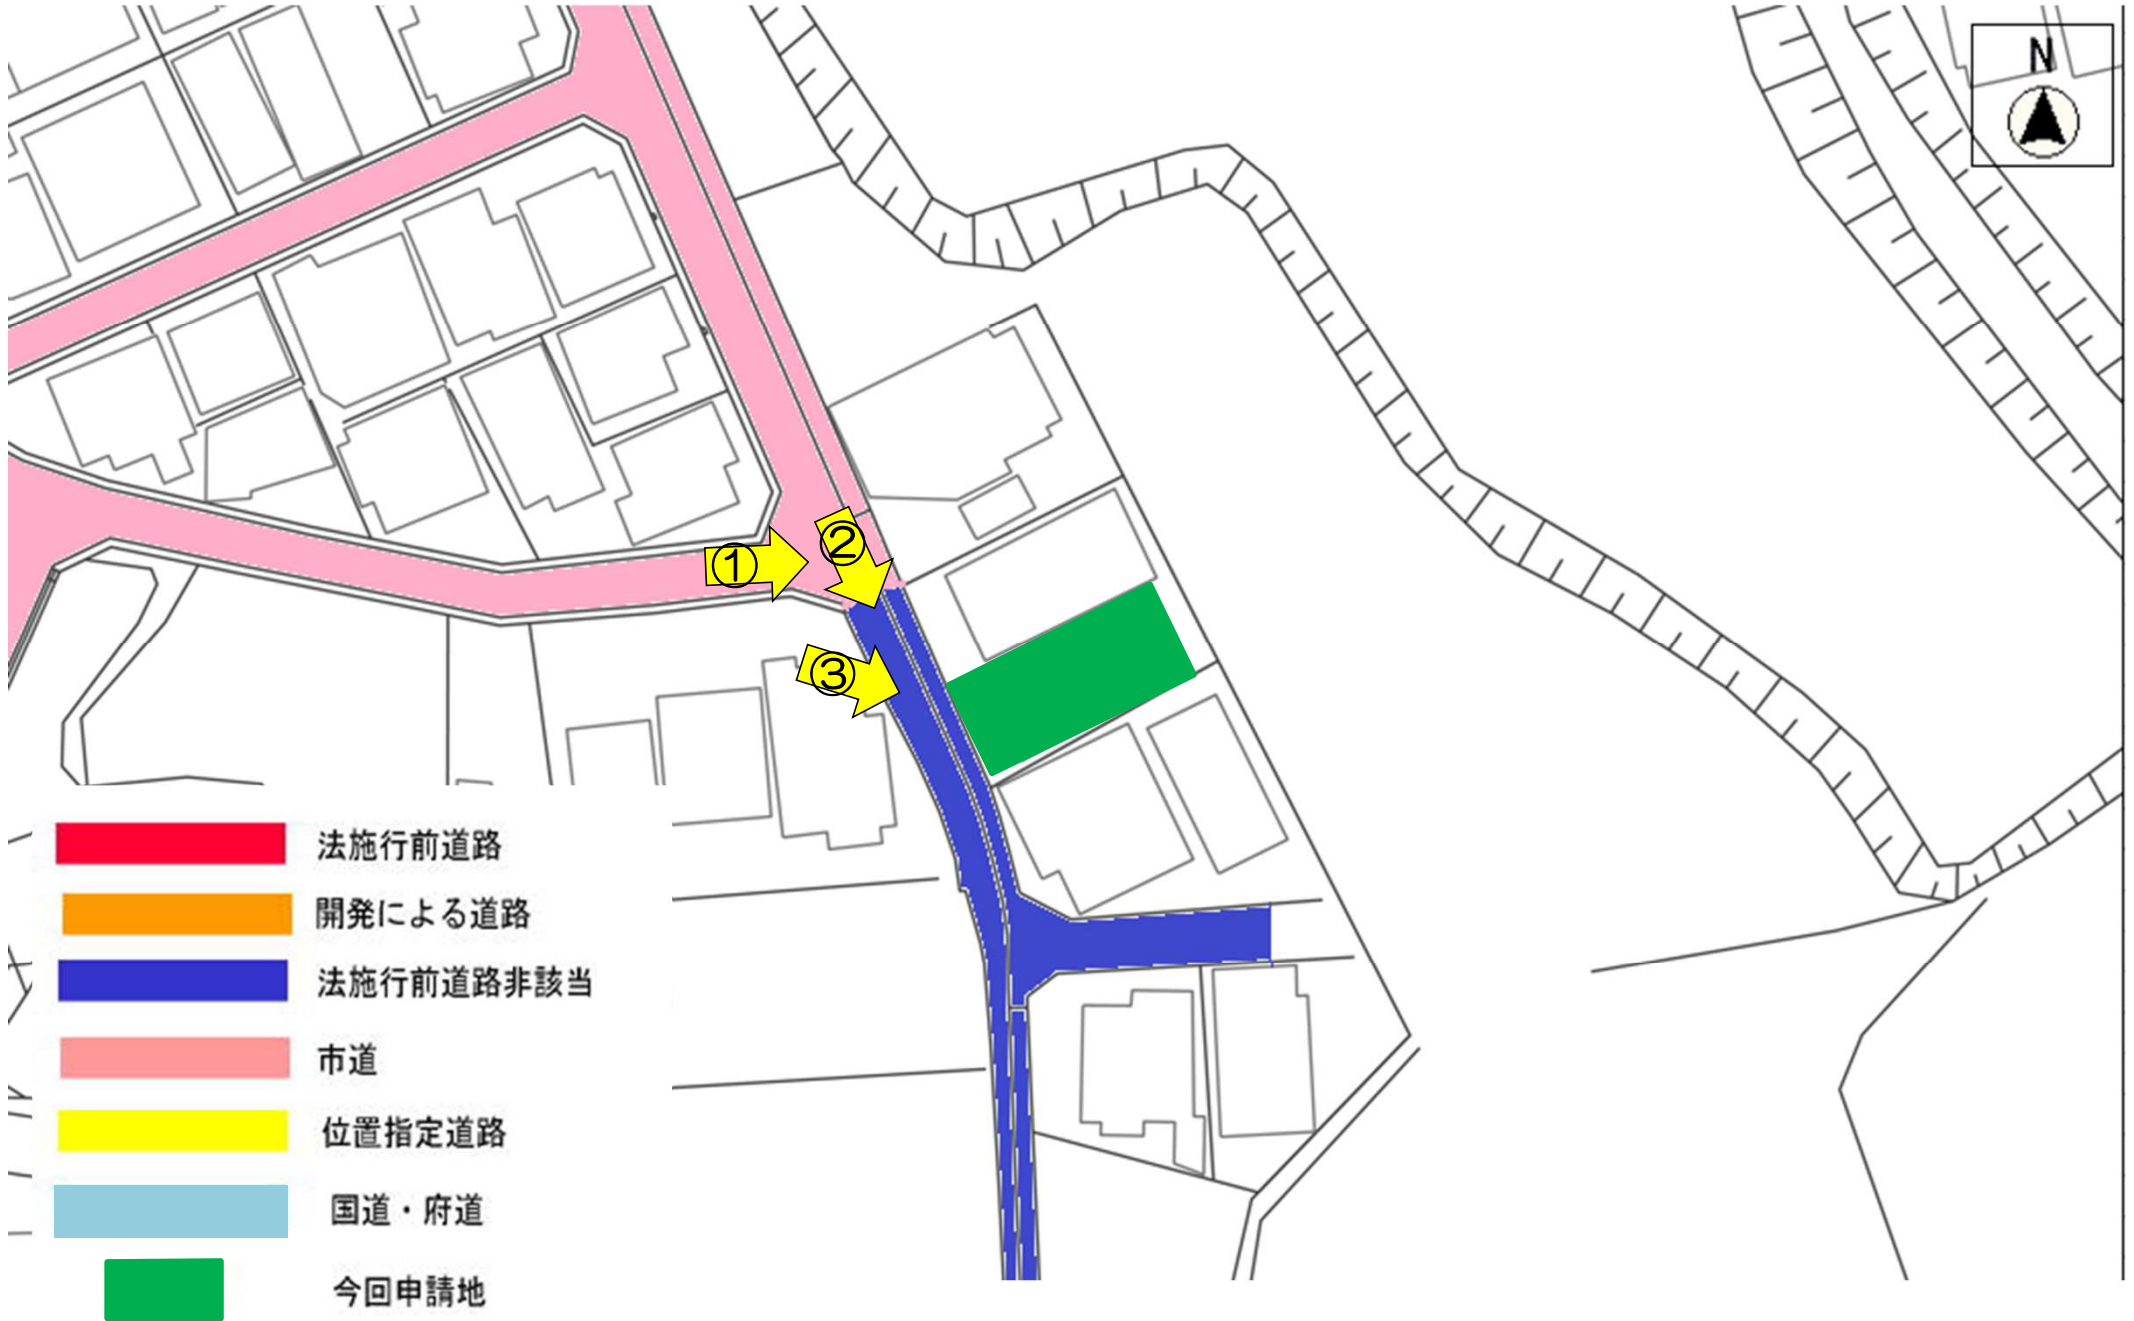 N
①
②
③
法施行前道路
開発による道路
法施行前道路非該当
市道
位置指定道路
国道・府道
今回申請地